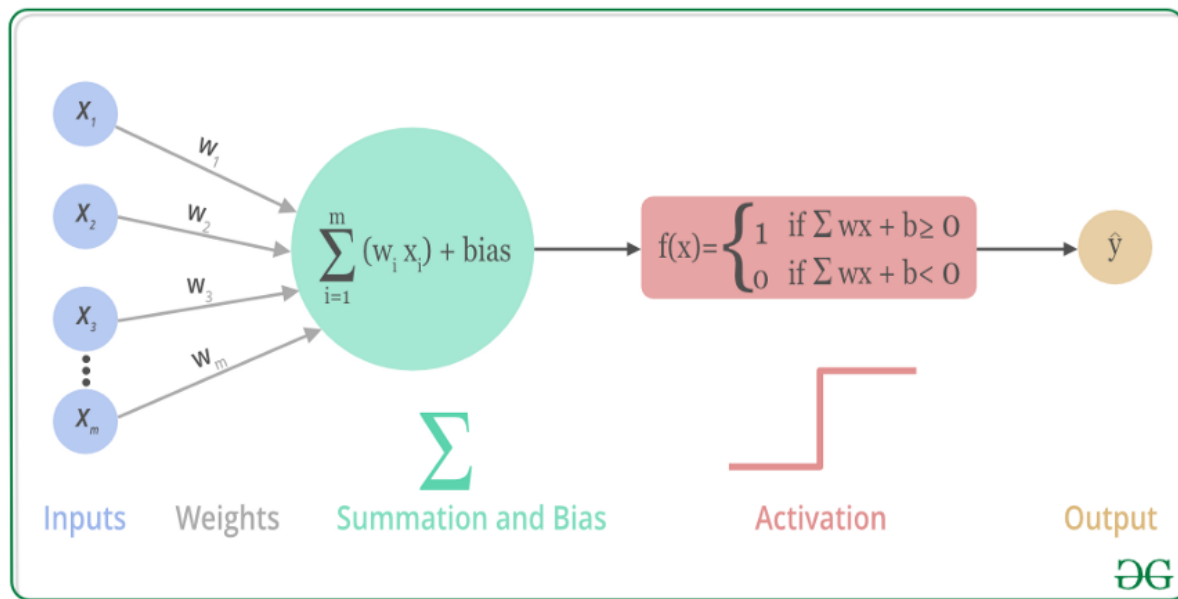 X₁
W₁
X₂
W₂
X₃
W₃
Xₘ
Wₘ
m
∑ (wᵢ xᵢ) + bias
i=1
f(x)= { 1 if ∑ wx + b ≥ 0
0 if ∑ wx + b < 0
ŷ
∑
Inputs Weights Summation and Bias Activation Output